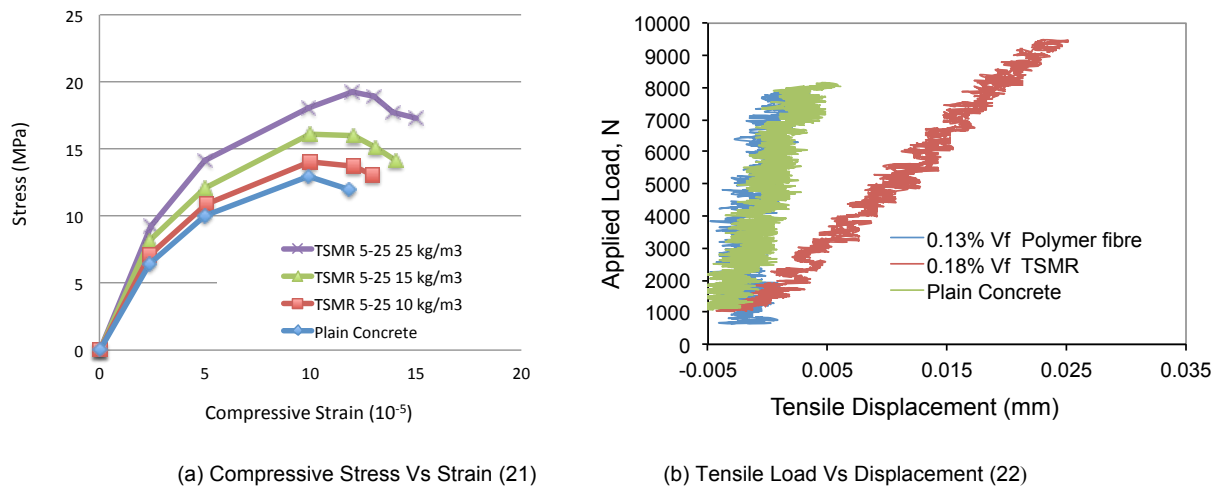 25
20
15
10
5
0
Stress (MPa)
0 5 10 15 20
Compressive Strain (10-5)
TSMR 5-25 25 kg/m3
TSMR 5-25 15 kg/m3
TSMR 5-25 10 kg/m3
Plain Concrete
(a) Compressive Stress Vs Strain (21)
10000
9000
8000
7000
6000
5000
4000
3000
2000
1000
0
Applied Load, N
-0.005 0.005 0.015 0.025 0.035
Tensile Displacement (mm)
0.13% Vf Polymer fibre
0.18% Vf TSMR
Plain Concrete
(b) Tensile Load Vs Displacement (22)